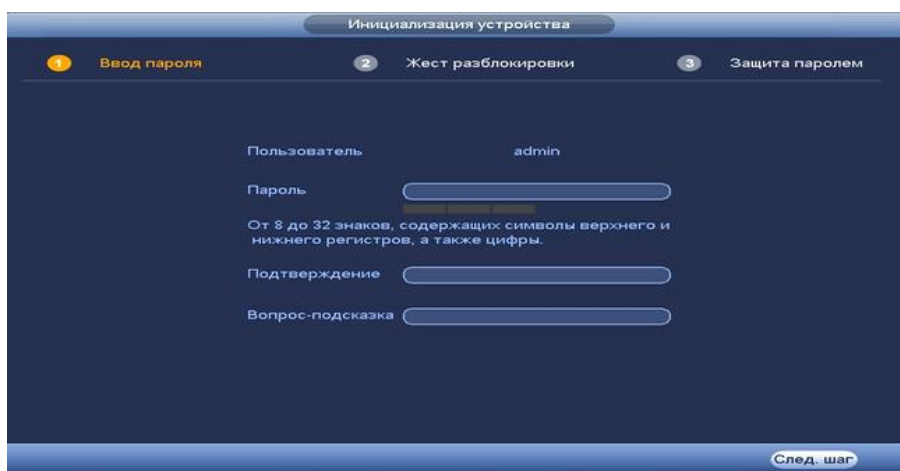 Инициализация устройства
1 Ввод пароля 2 Жест разблокировки 3 Защита паролем
Пользователь admin
Пароль
От 8 до 32 знаков, содержащих символы верхнего и
нижнего регистров, а также цифры.
Подтверждение
Вопрос-подсказка
След. шаг